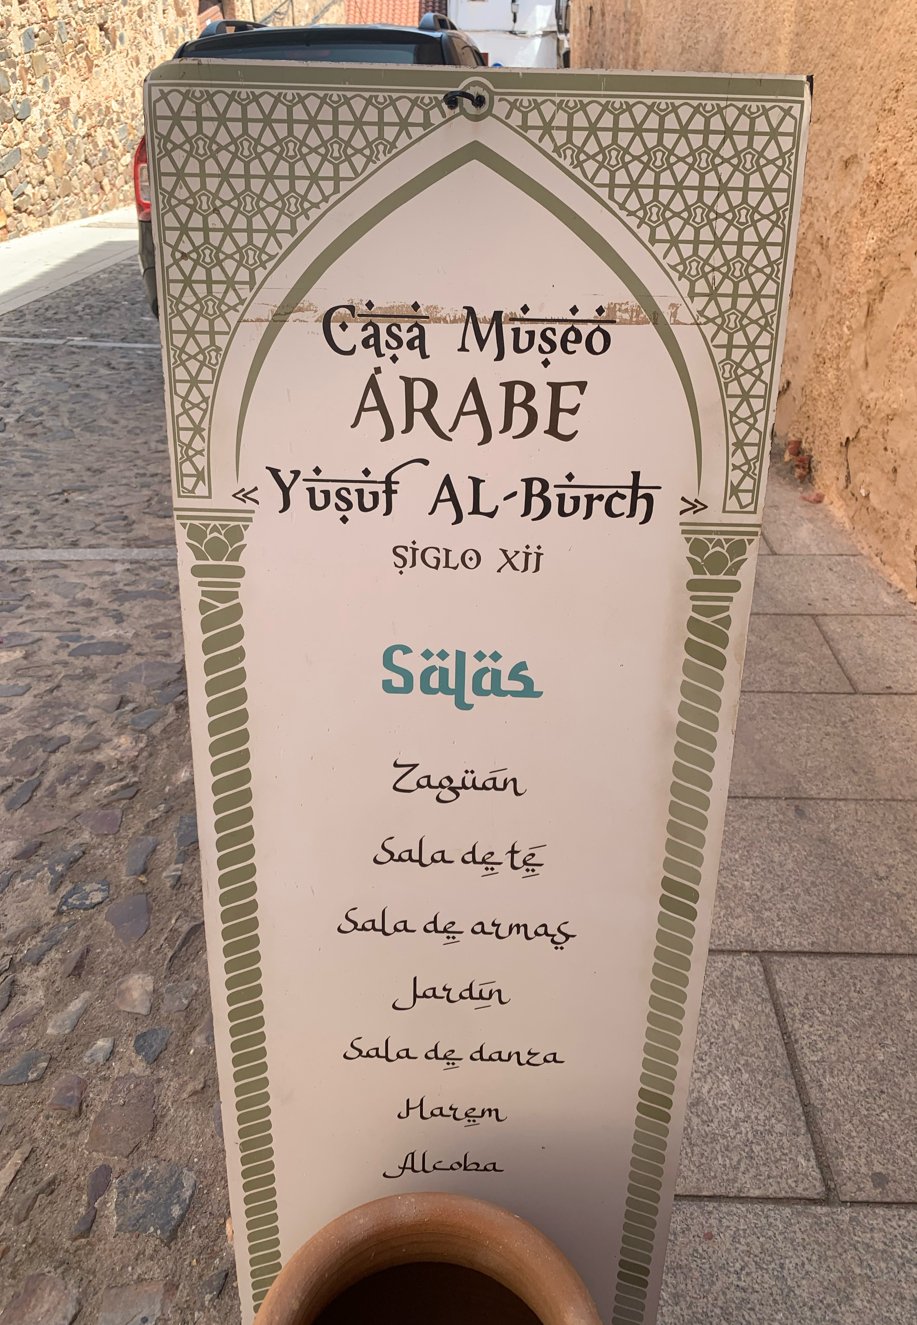 Casa Museo
ÁRABE
«Yusuf AL-Burch»
SIGLO XII
Salas
Zagüán
Sala de té
Sala de armas
Jardín
Sala de danza
Harem
Alcoba